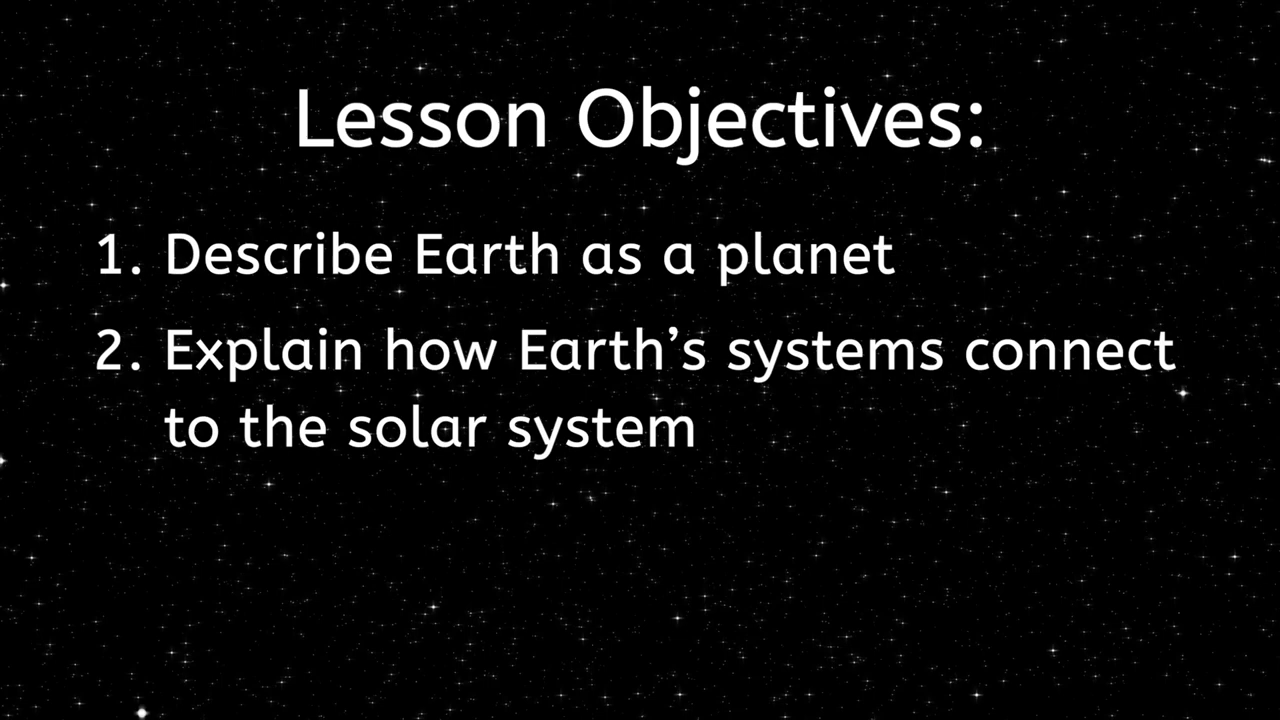 Lesson Objectives:
1. Describe Earth as a planet
2. Explain how Earth’s systems connect
to the solar system